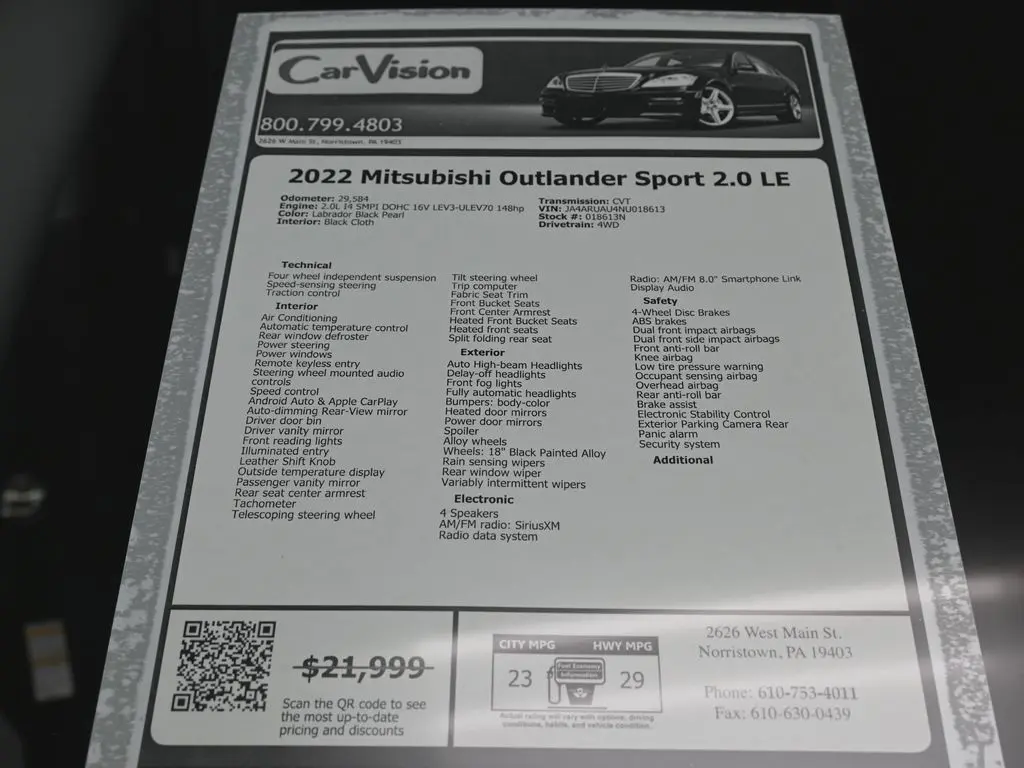 CarVision
800.799.4803
2626 W Main St, Norristown, PA 19403
2022 Mitsubishi Outlander Sport 2.0 LE
Odometer: 29,584
Engine: 2.0L I4 SMPI DOHC 16V LEV3-ULEV70 148hp
Color: Labrador Black Pearl
Interior: Black Cloth
Transmission: CVT
VIN: JA4ARUAU4NU018613
Stock #: 018613N
Drivetrain: 4WD
Technical
Four wheel independent suspension
Speed-sensing steering
Traction control
Interior
Air Conditioning
Automatic temperature control
Rear window defroster
Power steering
Power windows
Remote keyless entry
Steering wheel mounted audio
controls
Speed control
Android Auto & Apple CarPlay
Auto-dimming Rear-View mirror
Driver door bin
Driver vanity mirror
Front reading lights
Illuminated entry
Leather Shift Knob
Outside temperature display
Passenger vanity mirror
Rear seat center armrest
Tachometer
Telescoping steering wheel
Tilt steering wheel
Trip computer
Fabric Seat Trim
Front Bucket Seats
Front Center Armrest
Heated Front Bucket Seats
Heated front seats
Split folding rear seat
Exterior
Auto High-beam Headlights
Delay-off headlights
Front fog lights
Fully automatic headlights
Bumpers: body-color
Heated door mirrors
Power door mirrors
Spoiler
Alloy wheels
Wheels: 18" Black Painted Alloy
Rain sensing wipers
Rear window wiper
Variably intermittent wipers
Electronic
4 Speakers
AM/FM radio: SiriusXM
Radio data system
Radio: AM/FM 8.0" Smartphone Link
Display Audio
Safety
4-Wheel Disc Brakes
ABS brakes
Dual front impact airbags
Dual front side impact airbags
Front anti-roll bar
Knee airbag
Low tire pressure warning
Occupant sensing airbag
Overhead airbag
Rear anti-roll bar
Brake assist
Electronic Stability Control
Exterior Parking Camera Rear
Panic alarm
Security system
Additional
$21,999
Scan the QR code to see
the most up-to-date
pricing and discounts
CITY MPG
HWY MPG
23
Fuel Economy
Information
29
Actual rating will vary with options, driving
conditions, habits, and vehicle condition.
2626 West Main St.
Norristown, PA 19403
Phone: 610-753-4011
Fax: 610-630-0439